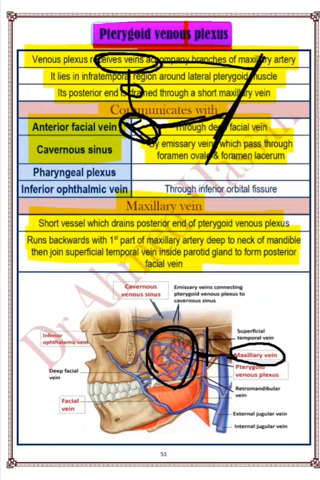 Pterygoid venous plexus
Venous plexus receives veins accompany branches of maxillary artery
It lies in infratemporal region around lateral pterygoid muscle
Its posterior end is drained through a short maxillary vein
Communicates with
Anterior facial vein
Through deep facial vein
Cavernous sinus
By emissary veins which pass through
foramen ovale & foramen lacerum
Pharyngeal plexus
Inferior ophthalmic vein
Through inferior orbital fissure
Maxillary vein
Short vessel which drains posterior end of pterygoid venous plexus
Runs backwards with 1st part of maxillary artery deep to neck of mandible
then join superficial temporal vein inside parotid gland to form posterior
facial vein
Cavernous
venous sinus
Emissary veins connecting
pterygoid venous plexus to
cavernous sinus
Inferior
ophthalamic vein
Superficial
temporal vein
Maxillary vein
Deep facial
vein
Pterygoid
venous plexus
Retromandibular
vein
Facial
vein
External jugular vein
Internal jugular vein
51